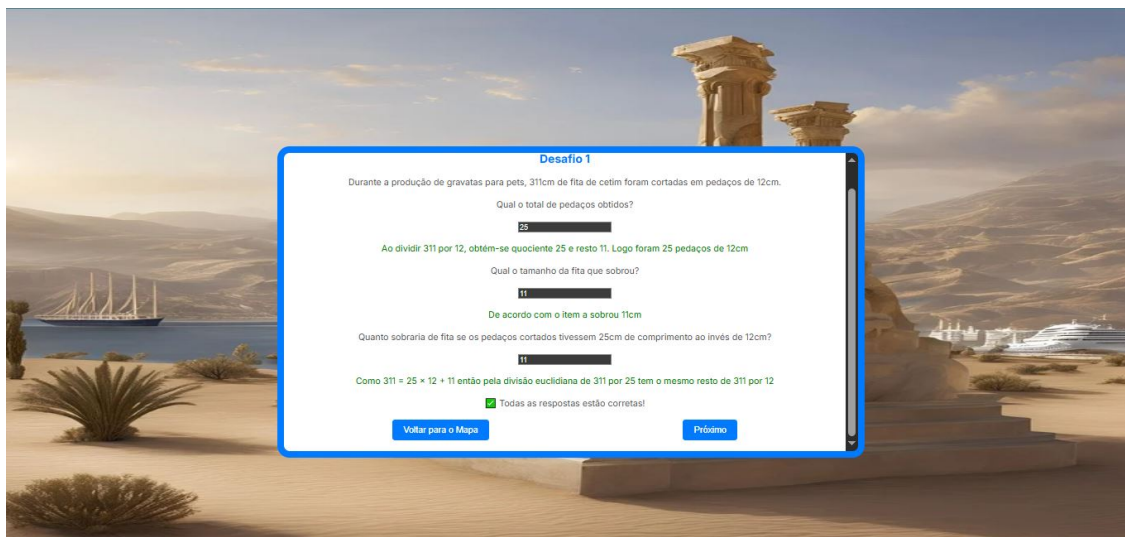 Desafio 1
Durante a produção de gravatas para pets, 311cm de fita de cetim foram cortadas em pedaços de 12cm.
Qual o total de pedaços obtidos?
25
Ao dividir 311 por 12, obtém-se quociente 25 e resto 11. Logo foram 25 pedaços de 12cm
Qual o tamanho da fita que sobrou?
11
De acordo com o item a sobrou 11cm
Quanto sobraria de fita se os pedaços cortados tivessem 25cm de comprimento ao invés de 12cm?
11
Como 311 = 25 × 12 + 11 então pela divisão euclidiana de 311 por 25 tem o mesmo resto de 311 por 12
Todas as respostas estão corretas!
Voltar para o Mapa
Próximo